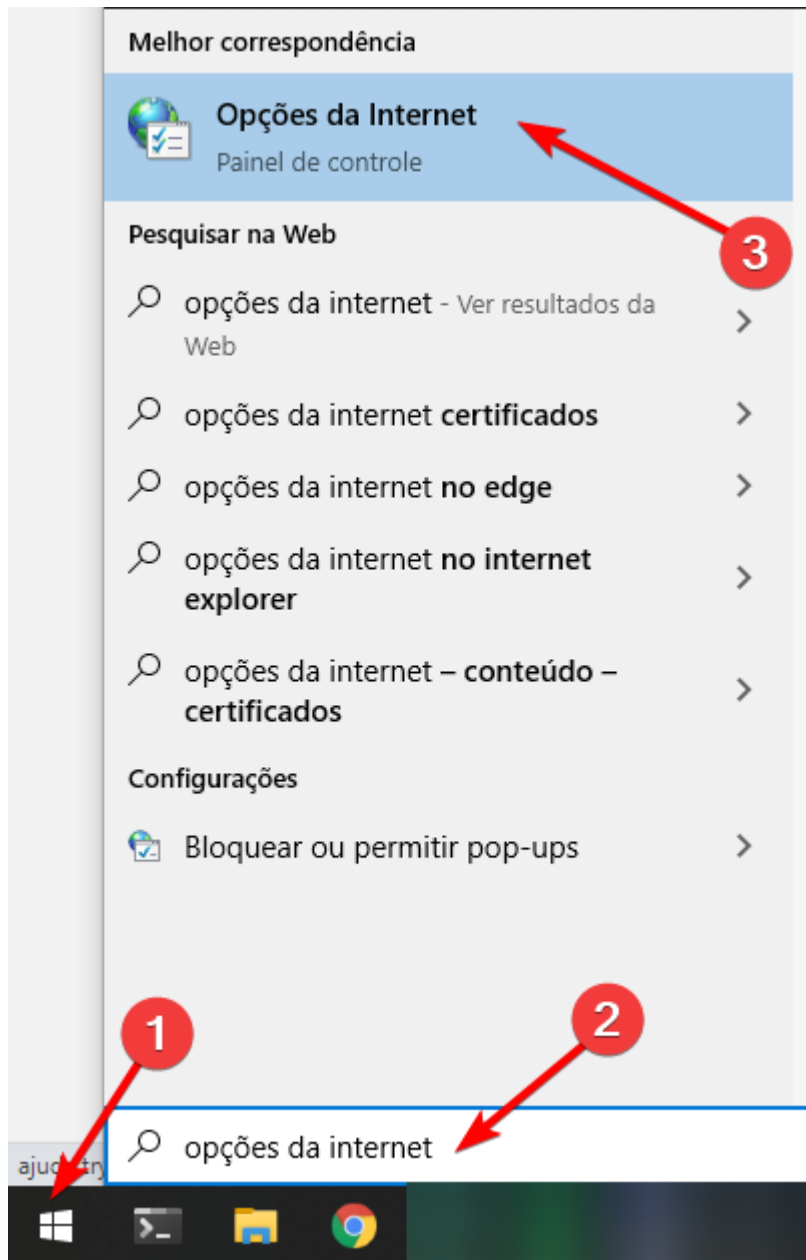 Melhor correspondência
Opções da Internet
Painel de controle
3
Pesquisar na Web
opções da internet - Ver resultados da
Web
opções da internet certificados
opções da internet no edge
opções da internet no internet
explorer
opções da internet – conteúdo –
certificados
Configurações
Bloquear ou permitir pop-ups
1
2
opções da internet